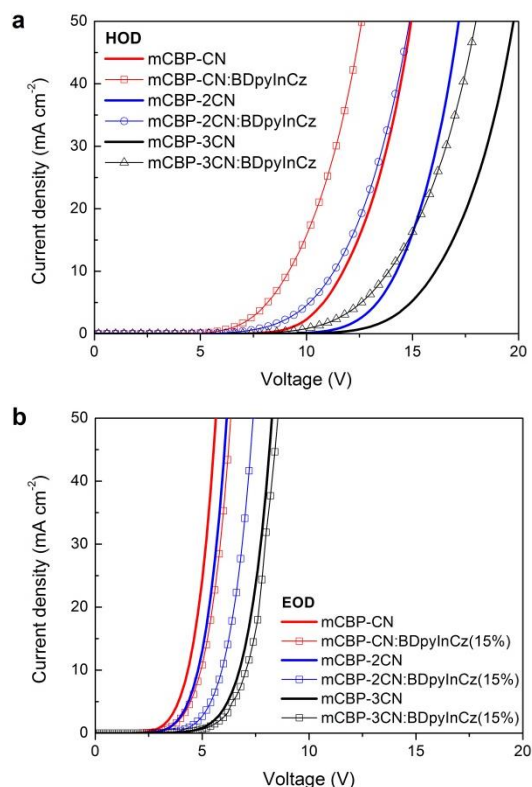 a
HOD
mCBP-CN
mCBP-CN:BDpyInCz
mCBP-2CN
mCBP-2CN:BDpyInCz
mCBP-3CN
mCBP-3CN:BDpyInCz
Current density (mA cm⁻²)
50
40
30
20
10
0
0 5 10 15 20
Voltage (V)
b
Current density (mA cm⁻²)
50
40
30
20
10
0
EOD
mCBP-CN
mCBP-CN:BDpyInCz(15%)
mCBP-2CN
mCBP-2CN:BDpyInCz(15%)
mCBP-3CN
mCBP-3CN:BDpyInCz(15%)
0 5 10 15 20
Voltage (V)